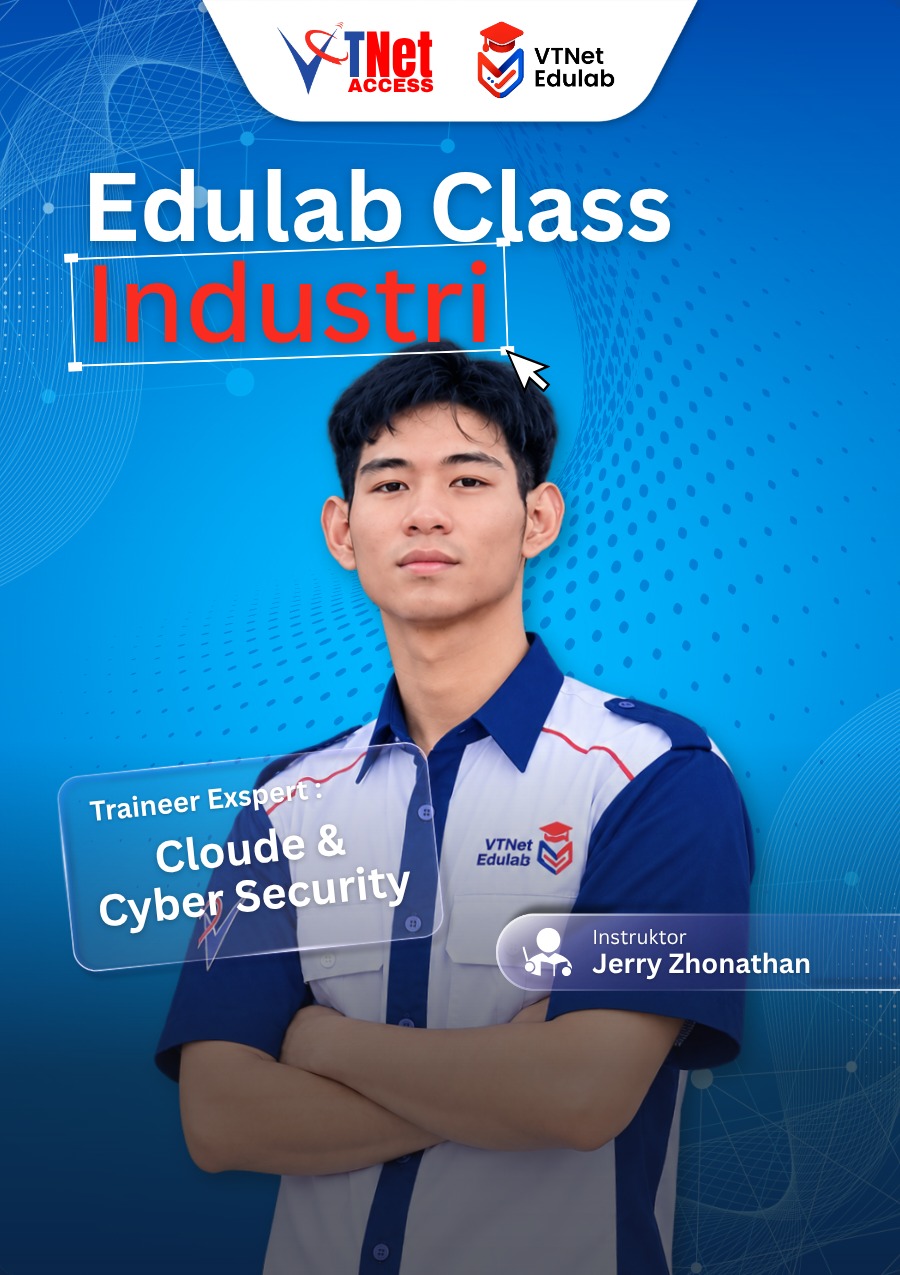 VTNet
ACCESS
VTNet
Edulab
Edulab Class
Industri
Traineer Exspert :
Cloude &
Cyber Security
VTNet
Edulab
Instruktor
Jerry Zhonathan